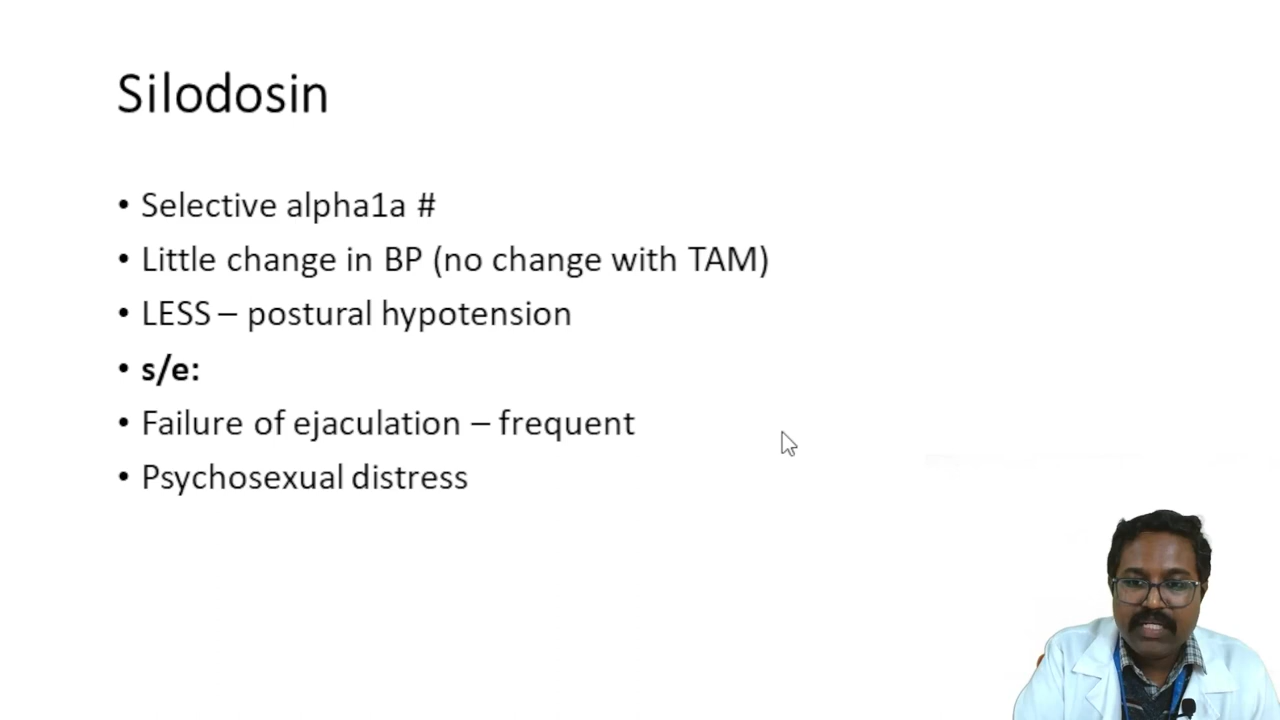 Silodosin
• Selective alpha1a #
• Little change in BP (no change with TAM)
• LESS – postural hypotension
• s/e:
• Failure of ejaculation – frequent
• Psychosexual distress